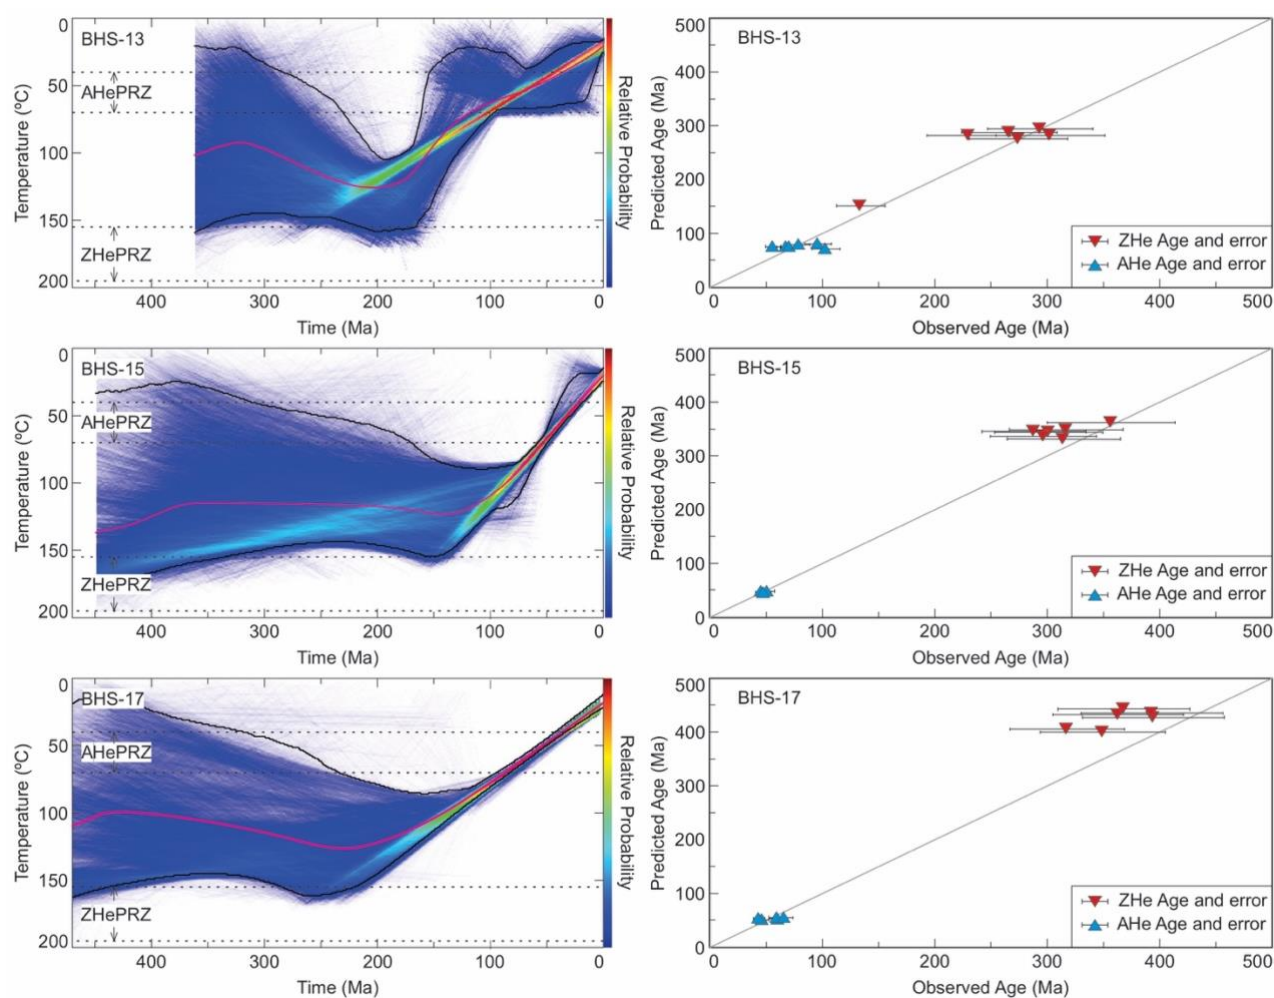 0
BHS-13
50
AHePRZ
100
150
ZHePRZ
200
Temperature (ºC)
400 300 200 100 0
Time (Ma)
Relative Probability
500
BHS-13
400
300
200
100
0
Predicted Age (Ma)
ZHe Age and error
AHe Age and error
0 100 200 300 400 500
Observed Age (Ma)
0
BHS-15
50
AHePRZ
100
150
ZHePRZ
200
Temperature (ºC)
400 300 200 100 0
Time (Ma)
Relative Probability
500
BHS-15
400
300
200
100
0
Predicted Age (Ma)
ZHe Age and error
AHe Age and error
0 100 200 300 400 500
Observed Age (Ma)
0
BHS-17
50
AHePRZ
100
150
ZHePRZ
200
Temperature (ºC)
400 300 200 100 0
Time (Ma)
Relative Probability
500
BHS-17
400
300
200
100
0
Predicted Age (Ma)
ZHe Age and error
AHe Age and error
0 100 200 300 400 500
Observed Age (Ma)